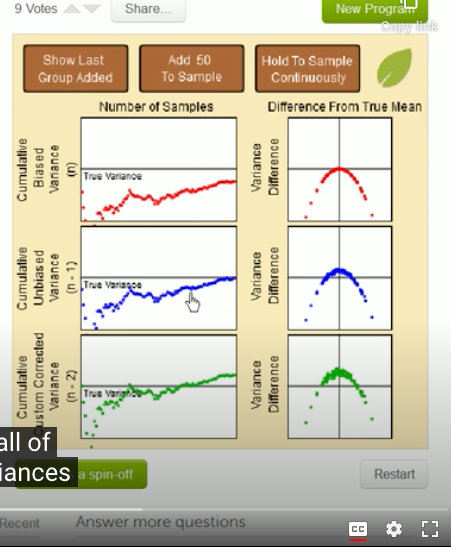 9 Votes
Share...
New Program
Copy link
Show Last
Group Added
Add 50
To Sample
Hold To Sample
Continuously
Number of Samples
Difference From True Mean
Cumulative
Biased
Variance
(n)
True Variance
Variance
Difference
Cumulative
Unbiased
Variance
(n - 1)
True Variance
Variance
Difference
Cumulative
Custom Corrected
Variance
(n - 2)
True Variance
Variance
Difference
all of
iances
a spin-off
Restart
Recent
Answer more questions
CC